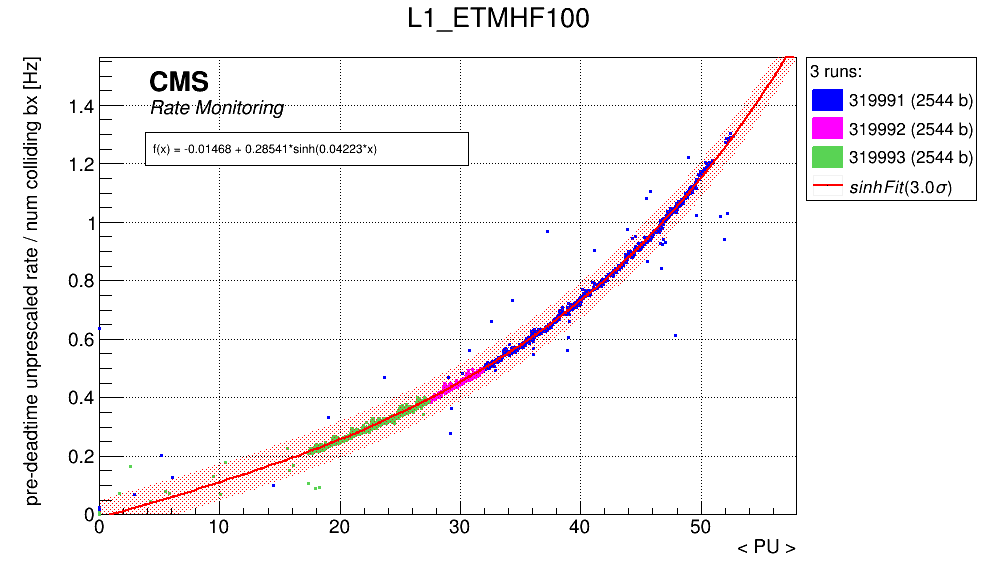 L1_ETMHF100
pre-deadtime unprescaled rate / num colliding bx [Hz]
CMS
Rate Monitoring
f(x) = -0.01468 + 0.28541*sinh(0.04223*x)
3 runs:
319991 (2544 b)
319992 (2544 b)
319993 (2544 b)
sinhFit(3.0σ)
1.4
1.2
1
0.8
0.6
0.4
0.2
0
0 10 20 30 40 50
< PU >